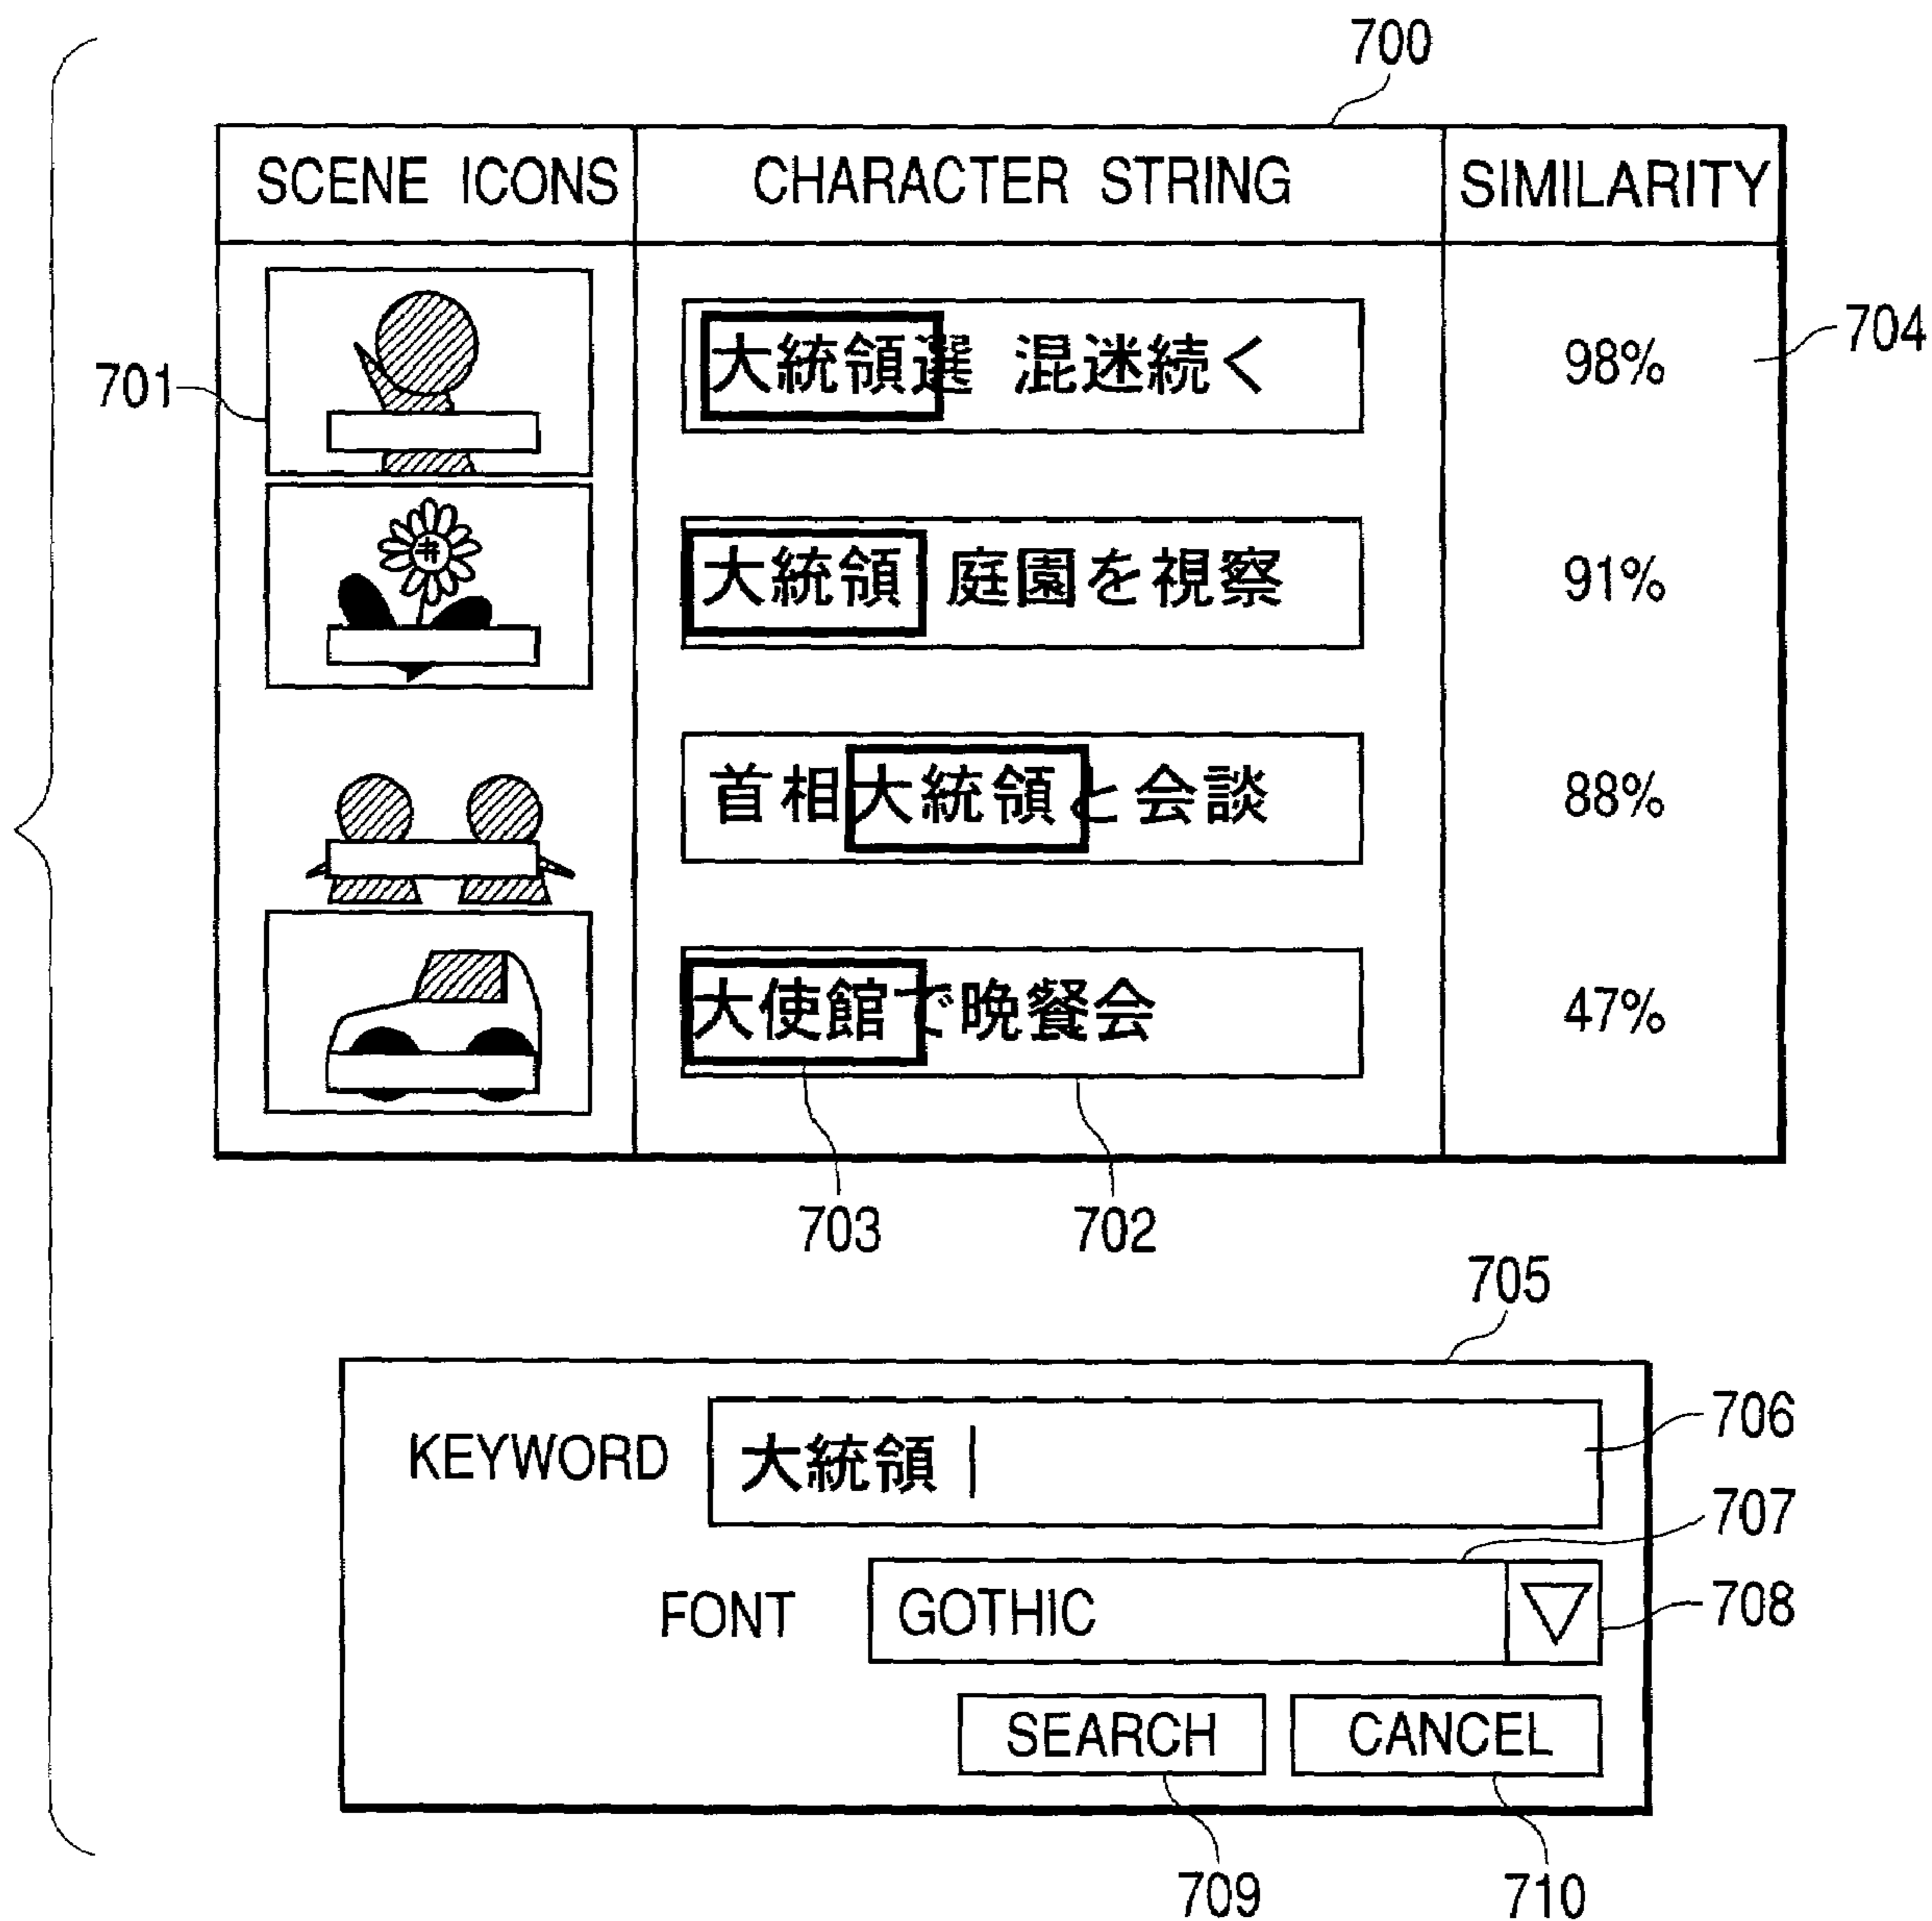 700
SCENE ICONS CHARACTER STRING SIMILARITY
701
大統領選 混迷続く 98%
704
大統領 庭園を視察 91%
首相大統領と会談 88%
大使館で晩餐会 47%
703 702
705
KEYWORD 大統領
706
707
FONT GOTHIC
708
SEARCH CANCEL
709 710